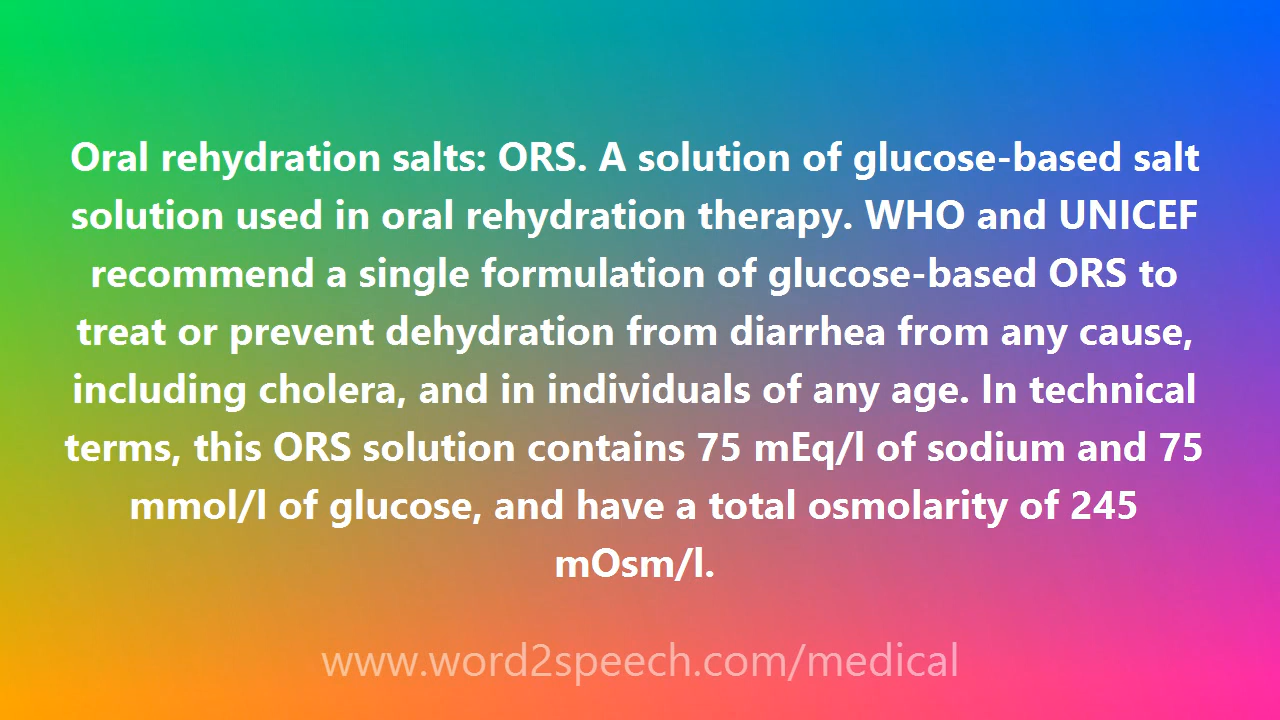 Oral rehydration salts: ORS. A solution of glucose-based salt
solution used in oral rehydration therapy. WHO and UNICEF
recommend a single formulation of glucose-based ORS to
treat or prevent dehydration from diarrhea from any cause,
including cholera, and in individuals of any age. In technical
terms, this ORS solution contains 75 mEq/l of sodium and 75
mmol/l of glucose, and have a total osmolarity of 245
mOsm/l.
www.word2speech.com/medical